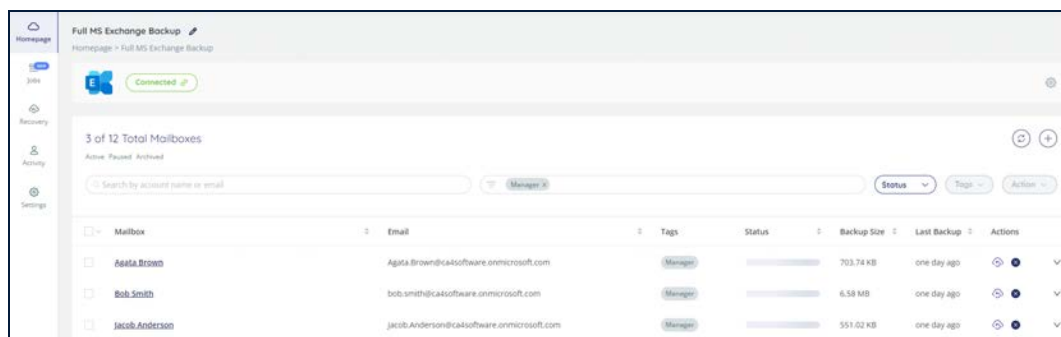 Homepage
Jobs
Recovery
Activity
Settings
Full MS Exchange Backup
Homepage > Full MS Exchange Backup
E
Connected
3 of 12 Total Mailboxes
Active Paused Archived
Search by account name or email
Manager ×
Status
Tags
Action
Mailbox Email Tags Status Backup Size Last Backup Actions
Agata Brown Agata.Brown@ca4software.onmicrosoft.com Manager 703.74 KB one day ago
Bob Smith bob.smith@ca4software.onmicrosoft.com Manager 6.58 MB one day ago
Jacob Anderson Jacob.Anderson@ca4software.onmicrosoft.com Manager 551.02 KB one day ago